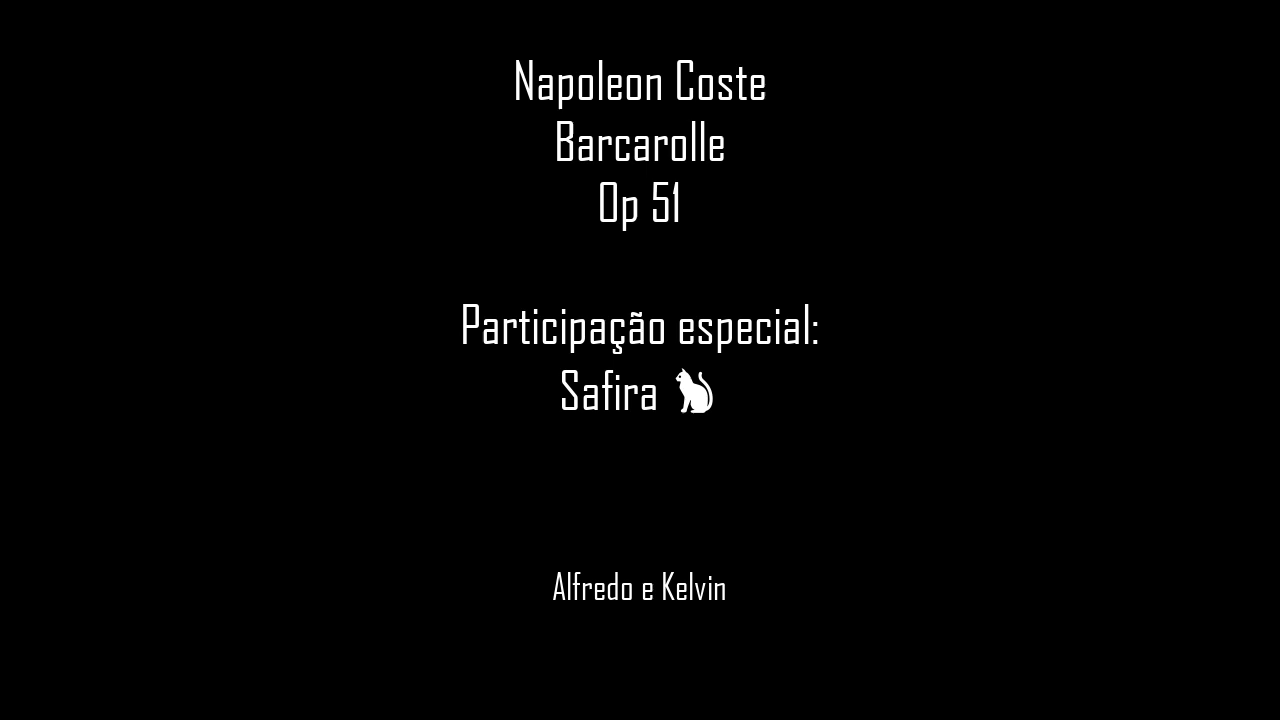 Napoleon Coste
Barcarolle
Op 51
Participação especial:
Safira 🐈
Alfredo e Kelvin